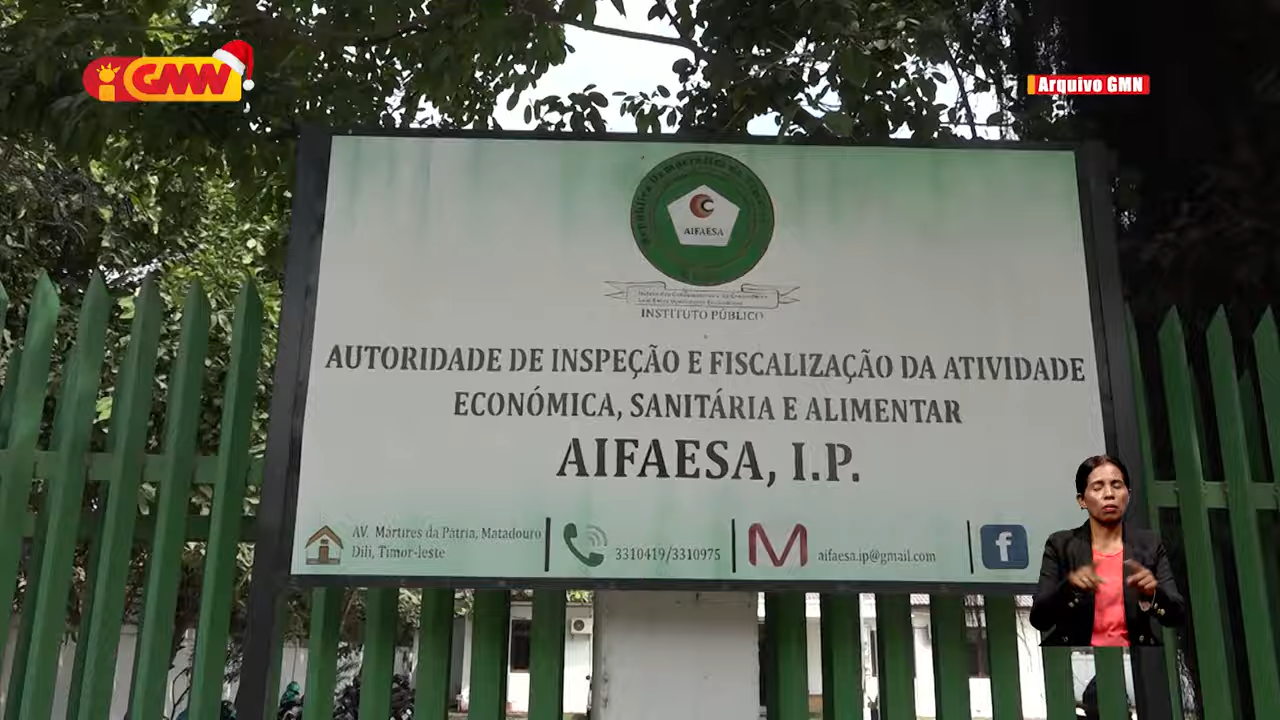 GMN
Arquivo GMN
AIFAESA
INSTITUTO PÚBLICO
AUTORIDADE DE INSPEÇÃO E FISCALIZAÇÃO DA ATIVIDADE
ECONÓMICA, SANITÁRIA E ALIMENTAR
AIFAESA, I.P.
AV. Mártires da Pátria, Matadouro
Dili, Timor-leste
3310419/3310975
aifaesa.ip@gmail.com